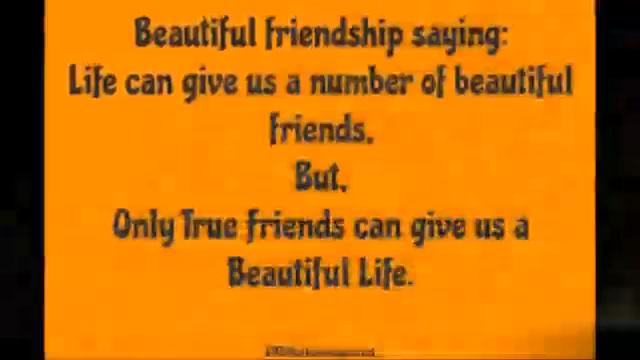 Beautiful friendship saying:
Life can give us a number of beautiful
friends.
But,
Only True friends can give us a
Beautiful Life.